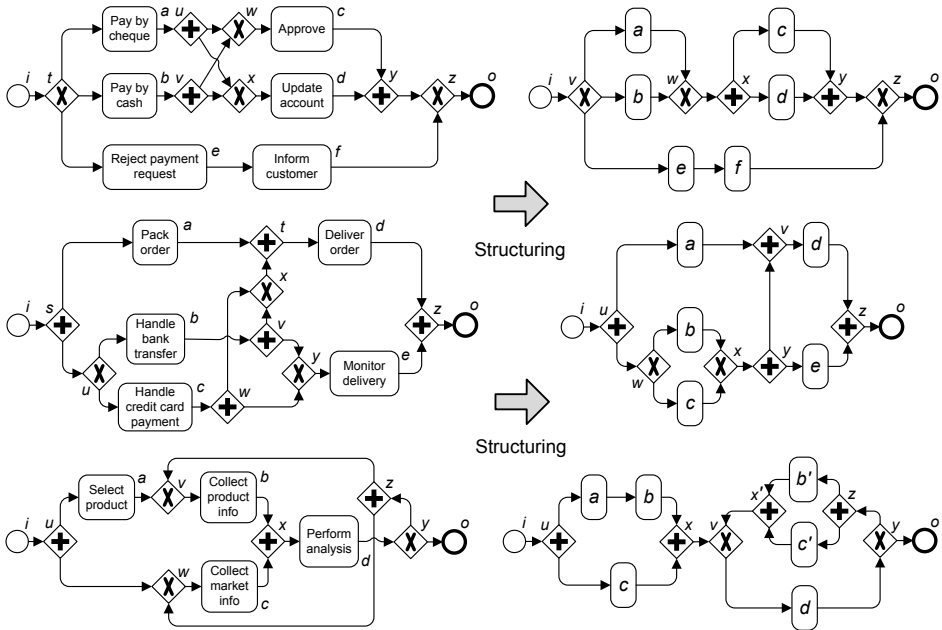 a u c
Pay by
cheque
w
Approve
i t b v x d y z o
Pay by
cash
Update
account
e f
Reject payment
request
Inform
customer
a c
i v w x y z o
b d
e f
Structuring
a t d
Pack
order
Deliver
order
x
i s b v z o
Handle
bank
transfer
y e
Monitor
delivery
u c w
Handle
credit card
payment
a v d
i u b z o
w x y e
c
Structuring
a v b z
Select
product
Collect
product
info
i u x y o
Perform
analysis
d
w
Collect
market
info
c
b'
a b x' z
i u x v y o
c'
c
d